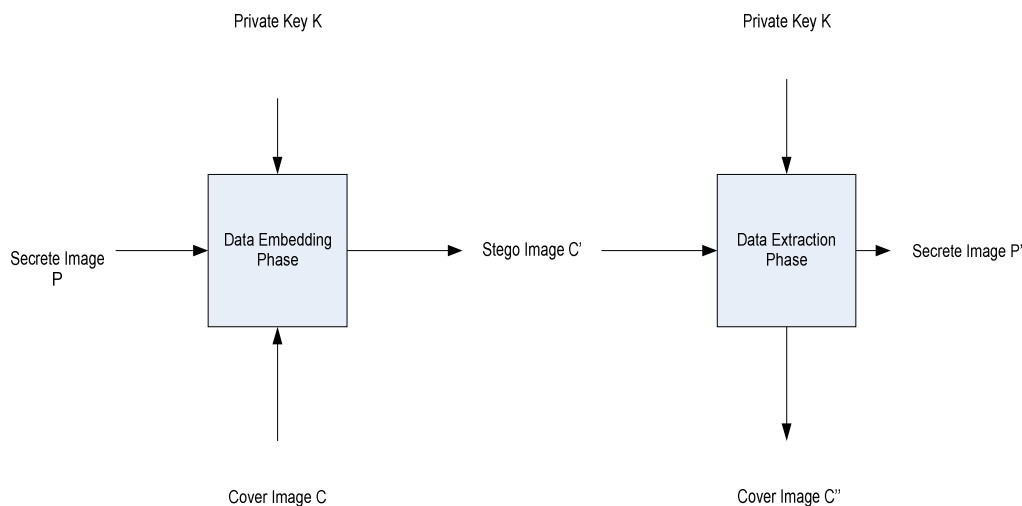 Private Key K
Private Key K
Data Embedding
Phase
Secrete Image
P
Stego Image C'
Data Extraction
Phase
Secrete Image P'
Cover Image C
Cover Image C''